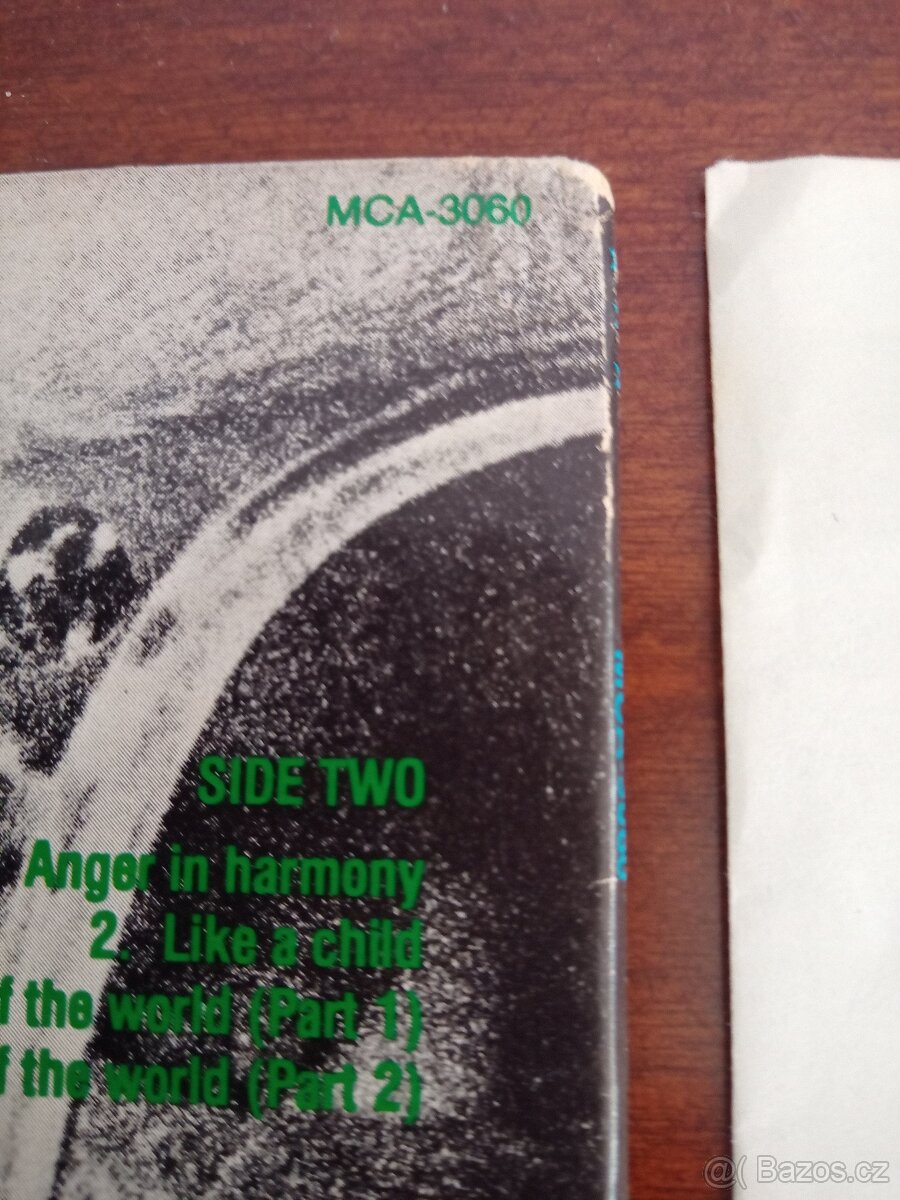 MCA-3060
SIDE TWO
Anger in harmony
2. Like a child
f the world (Part 1)
f the world (Part 2)
@( Bazos.cz